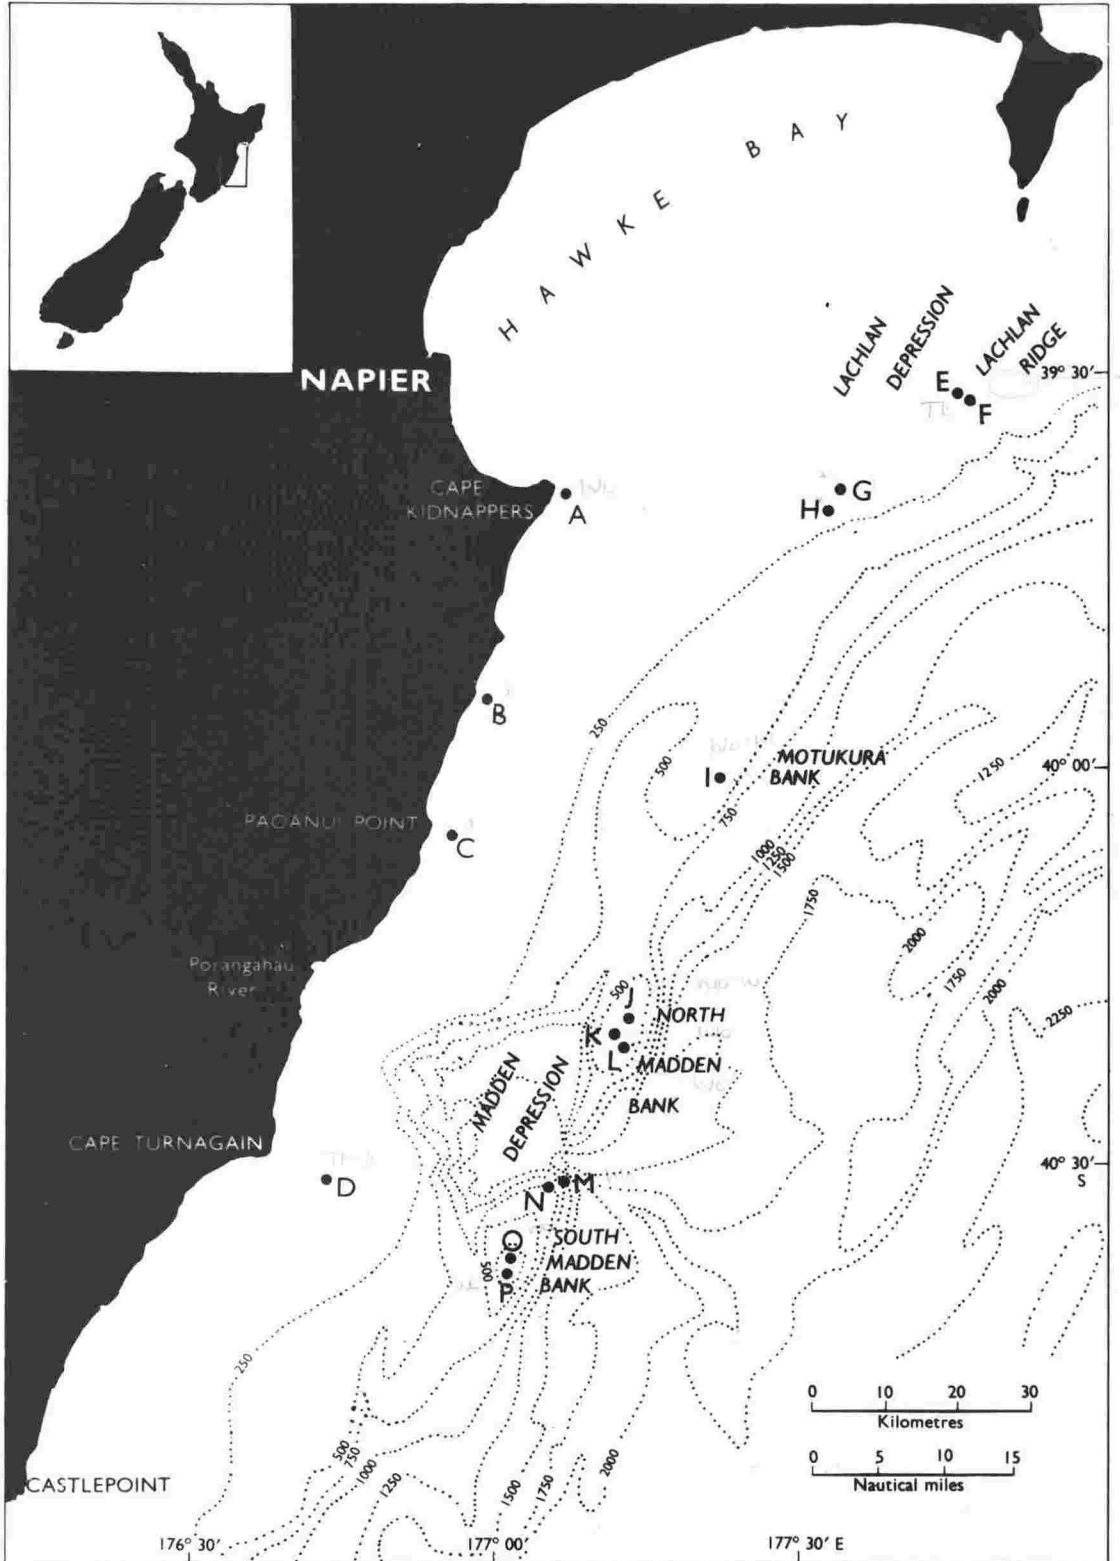 HAWKE BAY
LACHLAN
DEPRESSION
LACHLAN
RIDGE
NAPIER
39° 30'
E
F
CAPE
KIDNAPPERS
A
G
H
250
B
500
I
MOTUKURA
BANK
1250
40° 00'
750
PAOANUI POINT
C
1000
1250
1500
1750
2000
Porangahau
River
1750
500
J
NORTH
2000
2250
K
L
MADDEN
BANK
MADDEN
DEPRESSION
CAPE TURNAGAIN
40° 30'
S
D
N
M
O
SOUTH
MADDEN
BANK
500
P
250
0 10 20 30
Kilometres
500
750
1000
1250
1500
1750
2000
0 5 10 15
Nautical miles
CASTLEPOINT
176° 30' 177° 00' 177° 30' E